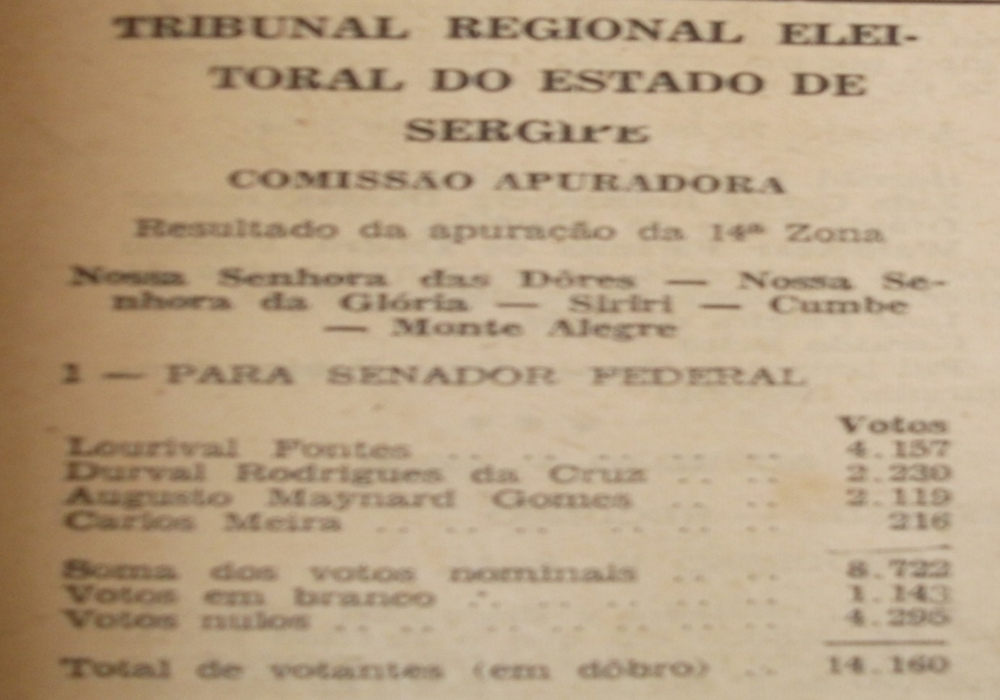 TRIBUNAL REGIONAL ELEI-
TORAL DO ESTADO DE
SERGIPE
COMISSÃO APURADORA
Resultado da apuração da 14ª Zona
Nossa Senhora das Dôres — Nossa Se-
nhora da Glória — Siriri — Cumbe
— Monte Alegre
1 — PARA SENADOR FEDERAL
Votos
Lourival Fontes .. .. .. .. .. 4.157
Durval Rodrigues da Cruz .. .. 2.230
Augusto Maynard Gomes .. .. 2.119
Carlos Meira .. .. .. .. .. .. 216
Soma dos votos nominais .. .. 8.722
Votos em branco .. .. .. .. .. 1.143
Votos nulos .. .. .. .. .. .. 4.295
Total de votantes (em dôbro) .. 14.160